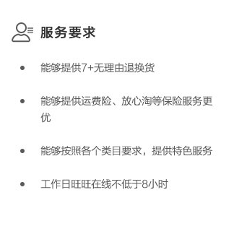 服务要求
能够提供7+无理由退换货
能够提供运费险、放心淘等保险服务更
优
能够按照各个类目要求，提供特色服务
工作日旺旺在线不低于8小时